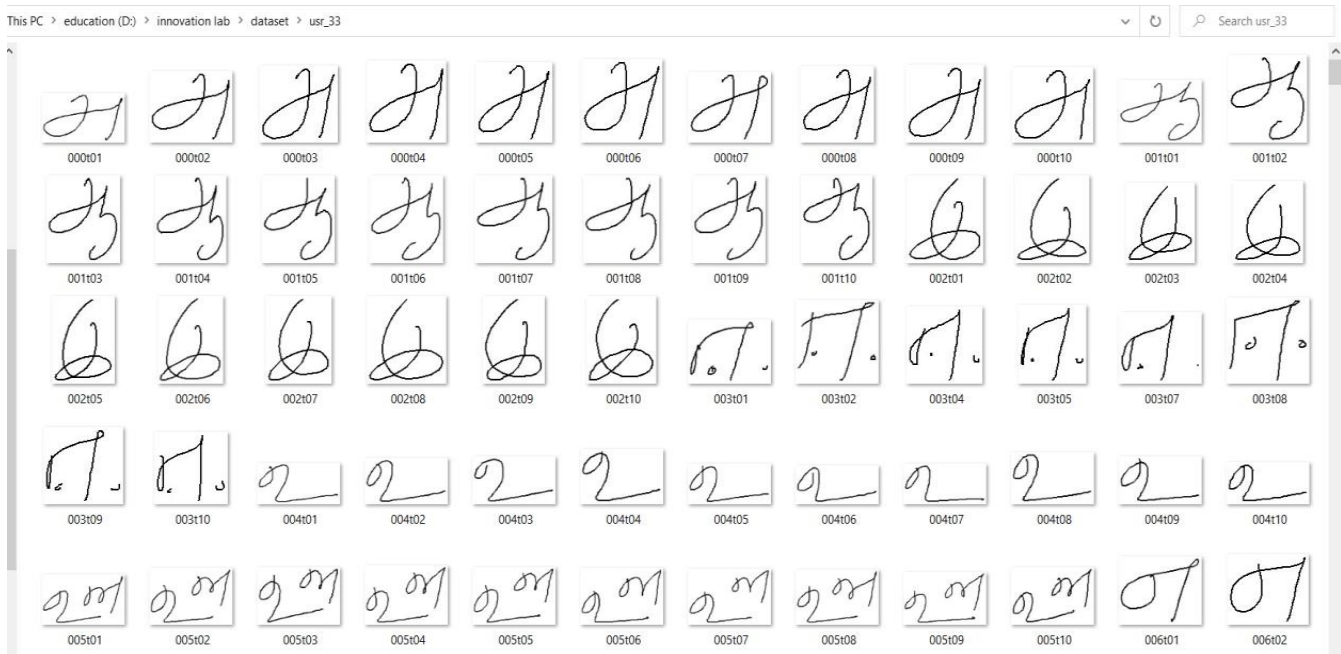 This PC > education (D:) > innovation lab > dataset > usr_33 Search usr_33
அ அ அ அ அ அ அ அ அ அ ஆ ஆ
000t01 000t02 000t03 000t04 000t05 000t06 000t07 000t08 000t09 000t10 001t01 001t02
ஆ ஆ ஆ ஆ ஆ ஆ ஆ ஆ இ இ இ இ
001t03 001t04 001t05 001t06 001t07 001t08 001t09 001t10 002t01 002t02 002t03 002t04
இ இ இ இ இ இ ஈ ஈ ஈ ஈ ஈ ஈ
002t05 002t06 002t07 002t08 002t09 002t10 003t01 003t02 003t04 003t05 003t07 003t08
ஈ ஈ உ உ உ உ உ உ உ உ உ உ
003t09 003t10 004t01 004t02 004t03 004t04 004t05 004t06 004t07 004t08 004t09 004t10
ஊ ஊ ஊ ஊ ஊ ஊ ஊ ஊ ஊ ஊ எ எ
005t01 005t02 005t03 005t04 005t05 005t06 005t07 005t08 005t09 005t10 006t01 006t02